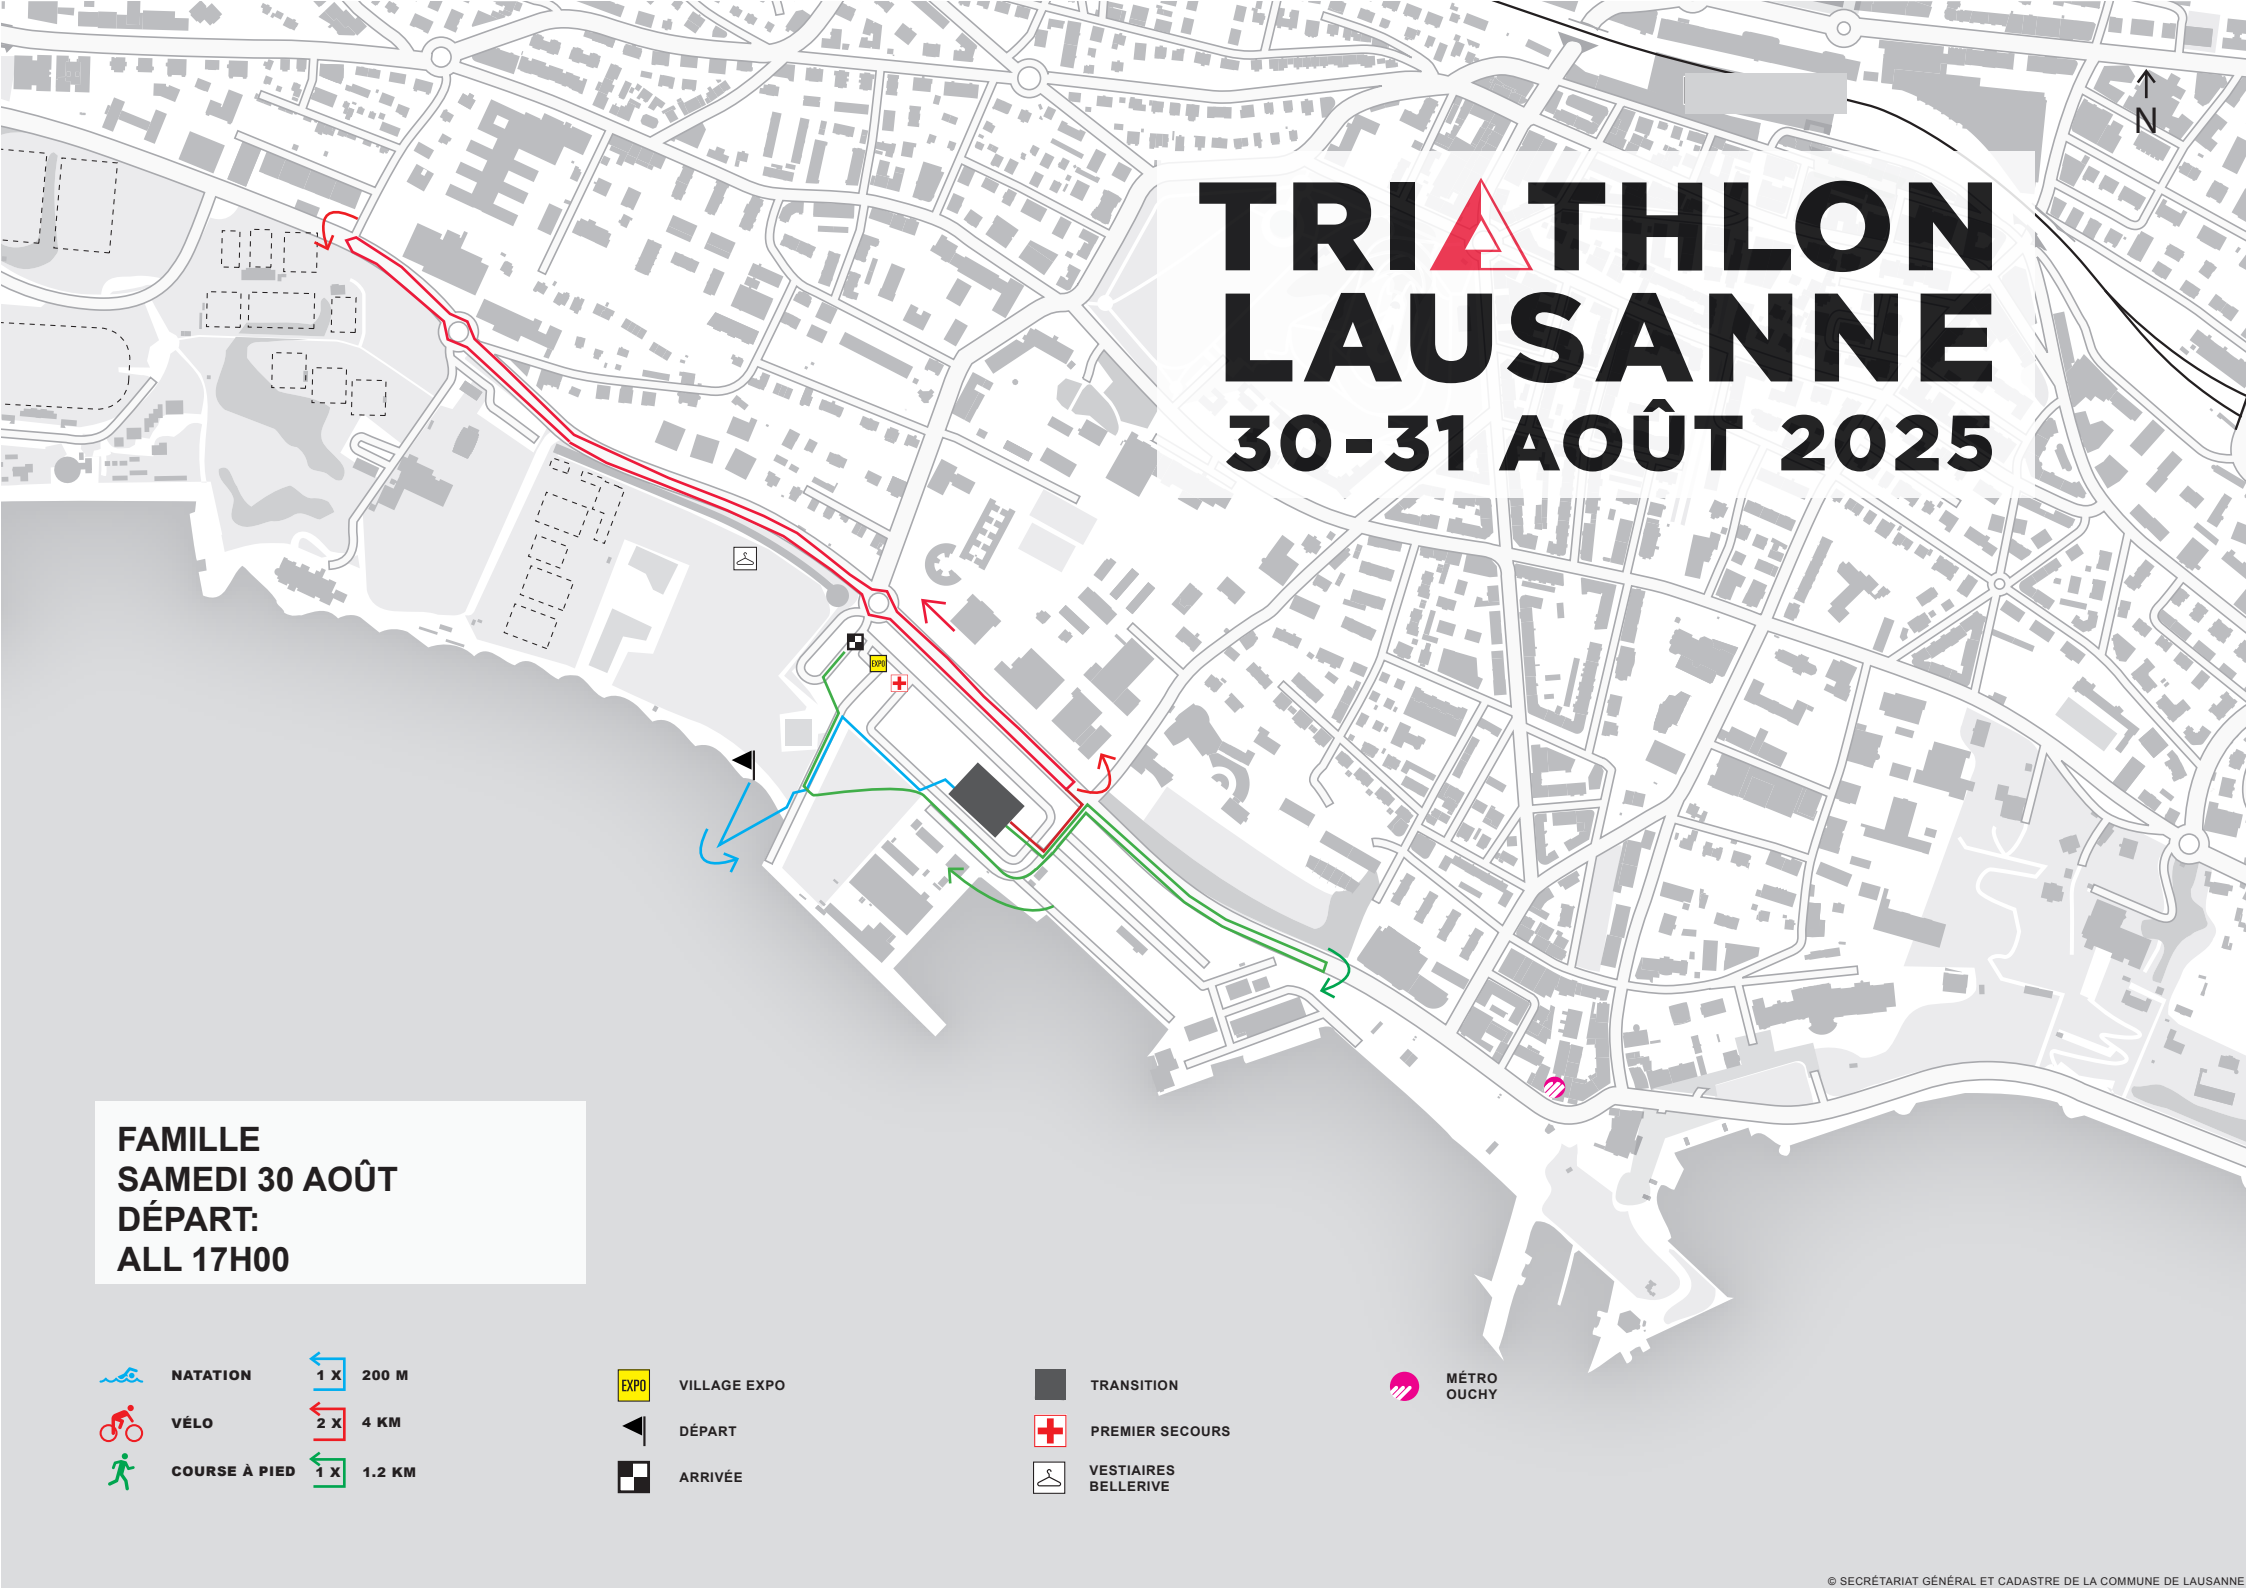 N
TRIATHLON
LAUSANNE
30-31 AOÛT 2025
EXPO
FAMILLE
SAMEDI 30 AOÛT
DÉPART:
ALL 17H00
NATATION 1 X 200 M
VÉLO 2 X 4 KM
COURSE À PIED 1 X 1.2 KM
EXPO VILLAGE EXPO
DÉPART
ARRIVÉE
TRANSITION
PREMIER SECOURS
VESTIAIRES
BELLERIVE
MÉTRO
OUCHY
© SECRÉTARIAT GÉNÉRAL ET CADASTRE DE LA COMMUNE DE LAUSANNE